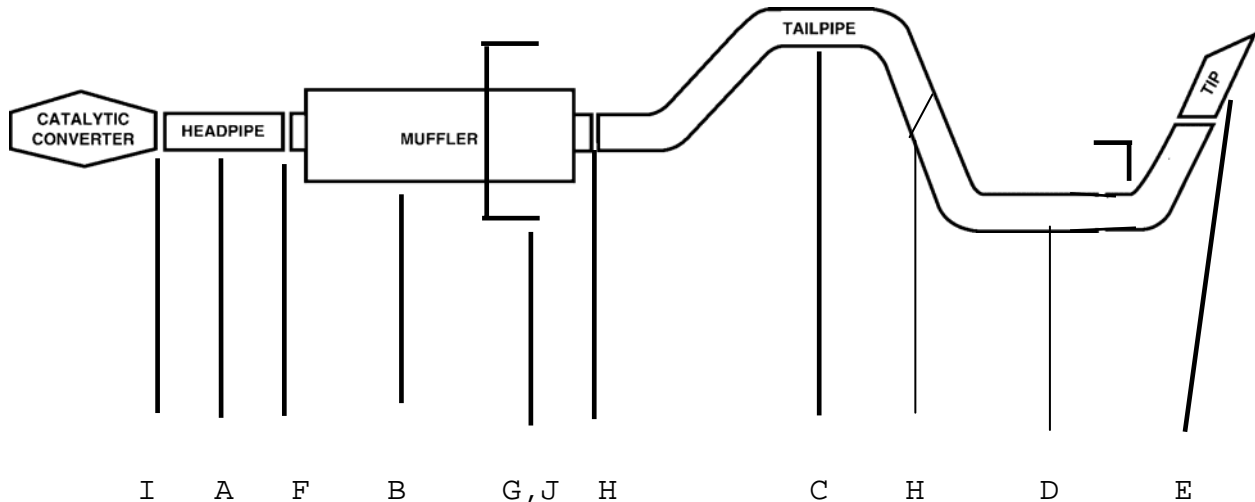 TAILPIPE
TIP
CATALYTIC
CONVERTER
HEADPIPE
MUFFLER
I A F B G,J H C H D E